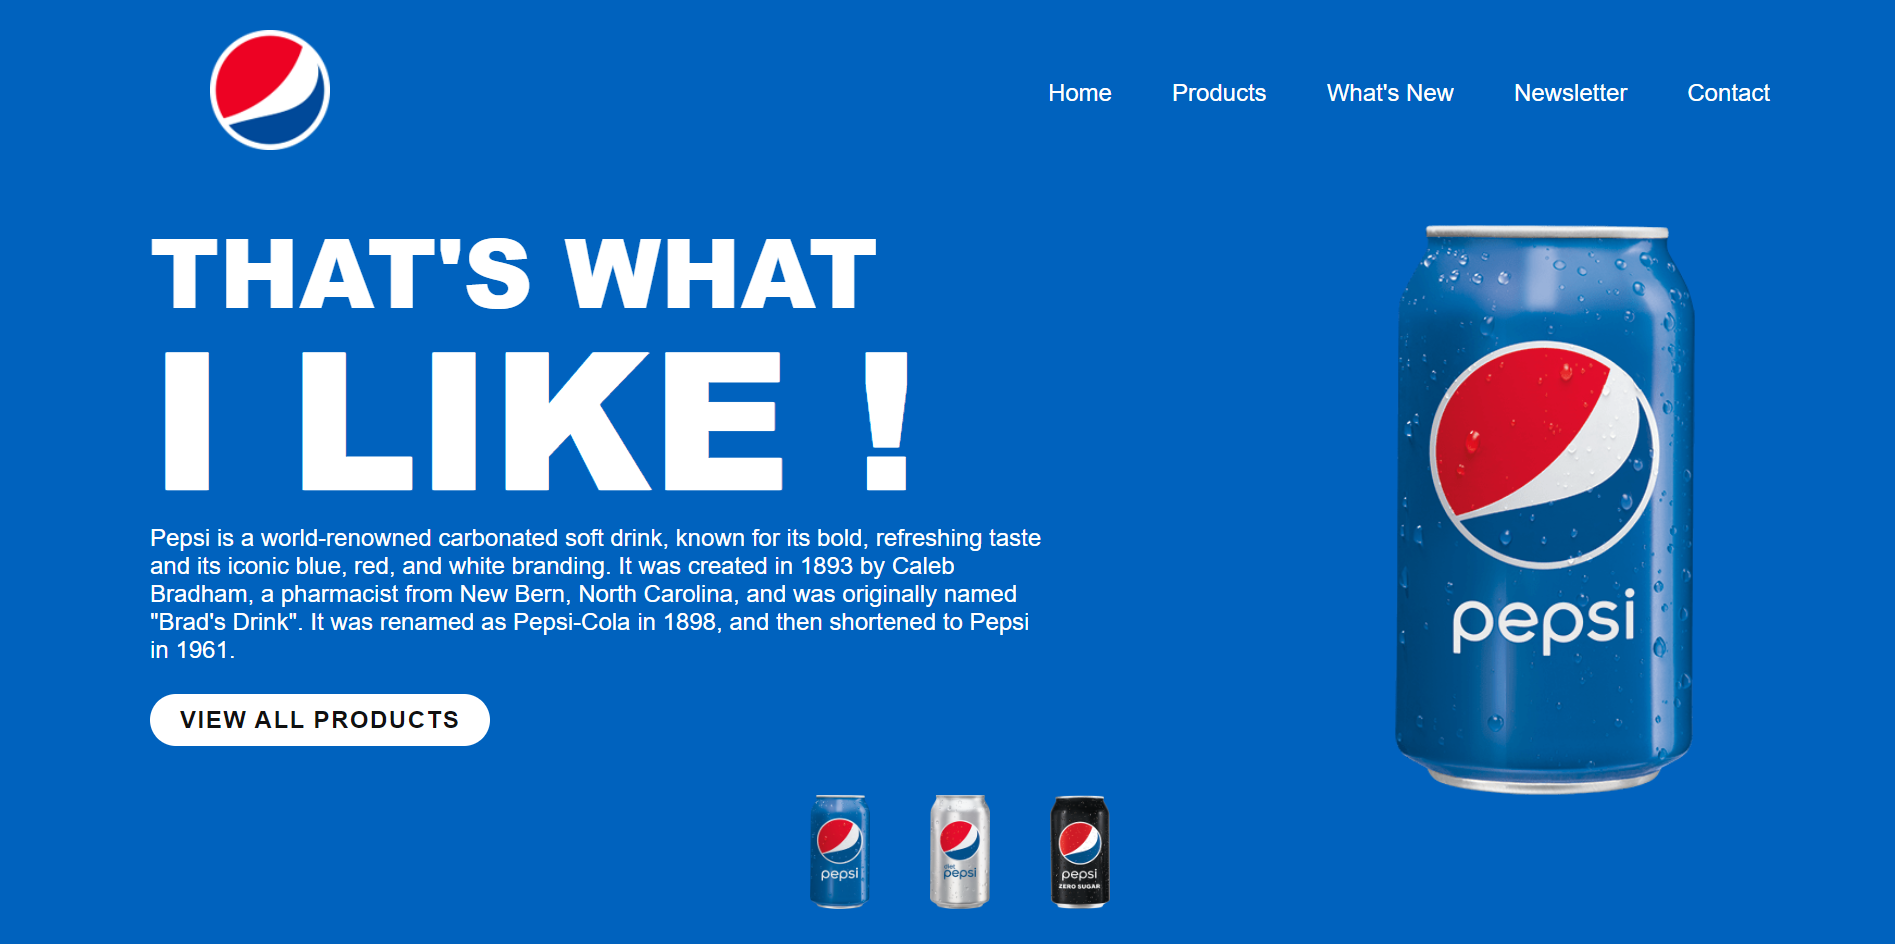 Home Products What's New Newsletter Contact
THAT'S WHAT
I LIKE !
Pepsi is a world-renowned carbonated soft drink, known for its bold, refreshing taste
and its iconic blue, red, and white branding. It was created in 1893 by Caleb
Bradham, a pharmacist from New Bern, North Carolina, and was originally named
"Brad's Drink". It was renamed as Pepsi-Cola in 1898, and then shortened to Pepsi
in 1961.
VIEW ALL PRODUCTS
pepsi
pepsi
diet
pepsi
pepsi
ZERO SUGAR